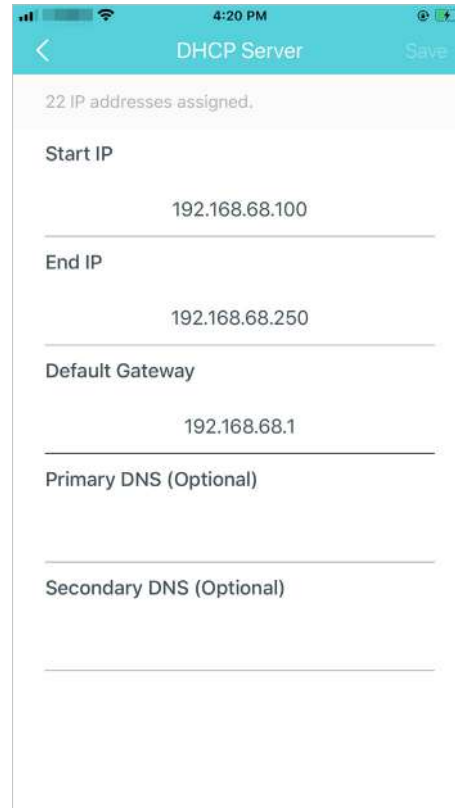 4:20 PM
DHCP Server
Save
22 IP addresses assigned.
Start IP
192.168.68.100
End IP
192.168.68.250
Default Gateway
192.168.68.1
Primary DNS (Optional)
Secondary DNS (Optional)